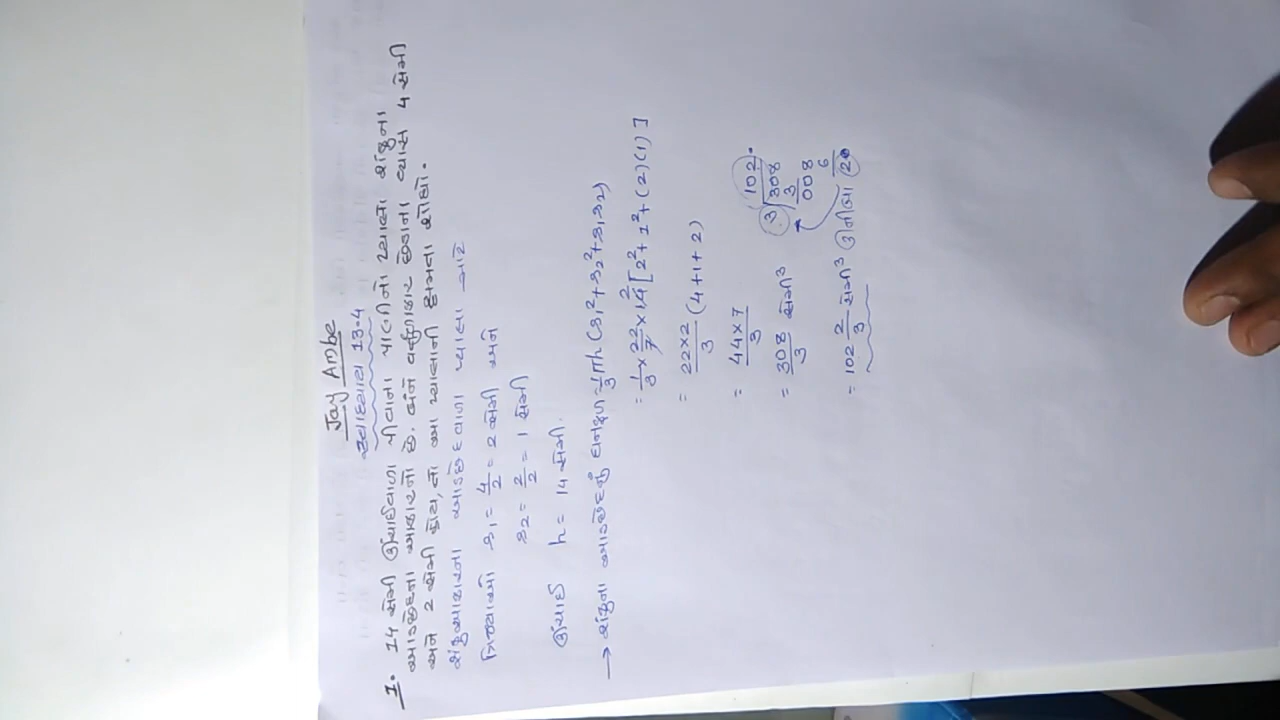 Jay Ambe
સ્વાધ્યાય 13.4
1. 14 સેમી ઊંચાઈવાળા પીવાના પાણીનો પ્યાલો શંકુના
આડછેદના આકારનો છે. બંને વર્તુળાકાર છેડાના વ્યાસ 4 સેમી
અને 2 સેમી હોય, તો આ પ્યાલાની ક્ષમતા શોધો.
શંકુઆકારના આડછેદવાળા પ્યાલા માટે
ત્રિજ્યાઓ r₁ = 4/2 = 2 સેમી અને
r₂ = 2/2 = 1 સેમી
ઊંચાઈ h = 14 સેમી.
→ શંકુના આડછેદનું ઘનફળ = 1/3 πh (r₁² + r₂² + r₁r₂)
= 1/3 × 22/7 × 14 2 [2² + 1² + (2)(1)]
= 22×2/3 (4+1+2)
= 44×7/3
= 308/3 સેમી³
= 102 2/3 સેમી³
102.
3 308
3
008
6
2